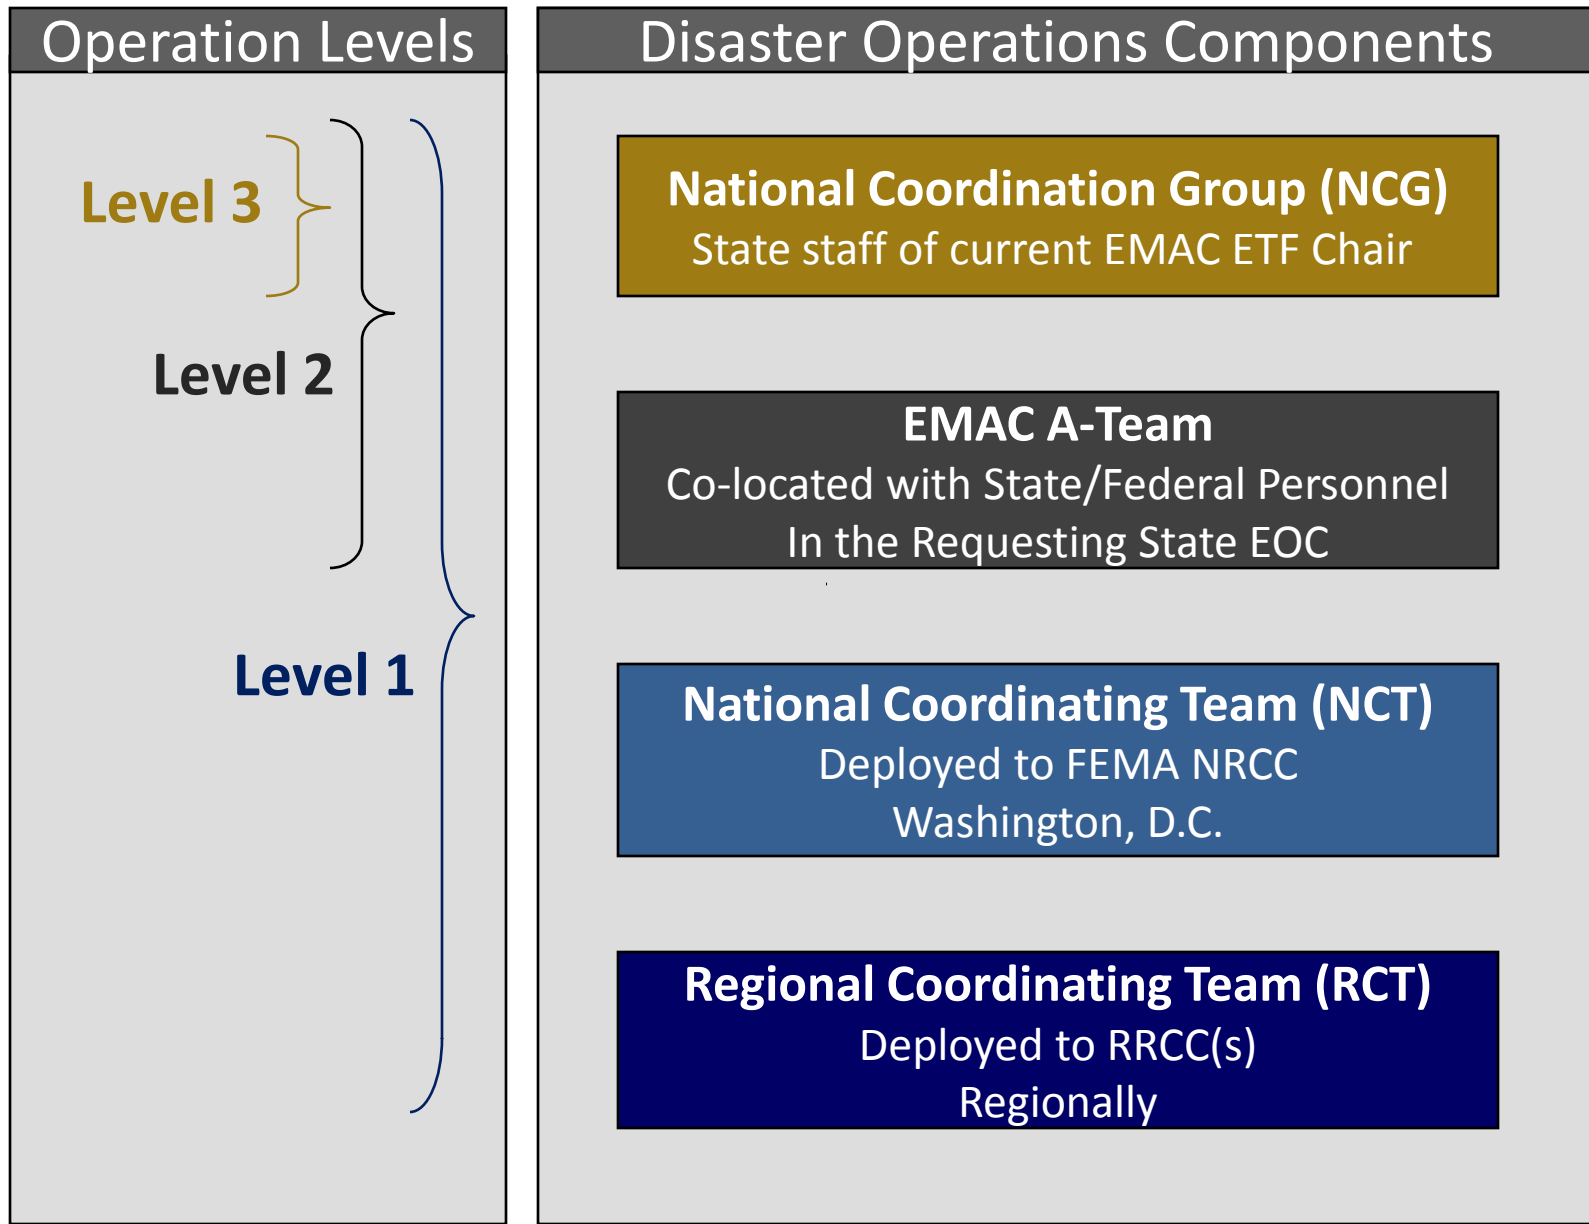 Operation Levels
Level 3
Level 2
Level 1
Disaster Operations Components
National Coordination Group (NCG)
State staff of current EMAC ETF Chair
EMAC A-Team
Co-located with State/Federal Personnel
In the Requesting State EOC
National Coordinating Team (NCT)
Deployed to FEMA NRCC
Washington, D.C.
Regional Coordinating Team (RCT)
Deployed to RRCC(s)
Regionally